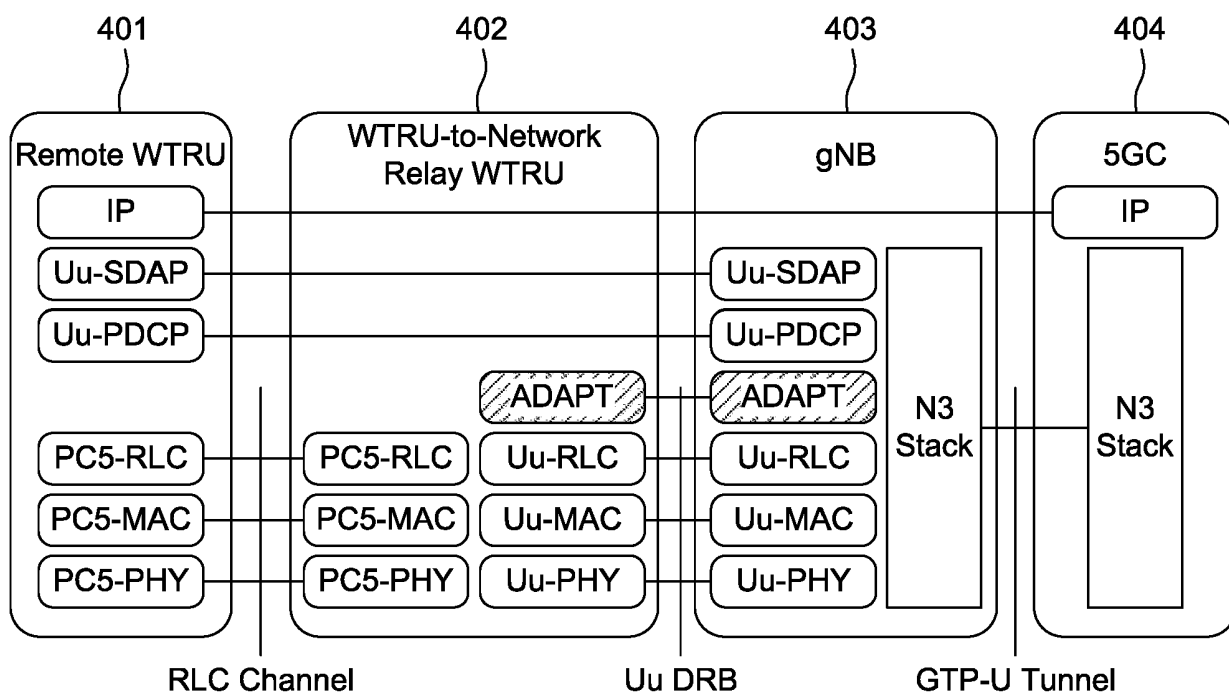 401
402
403
404
Remote WTRU
WTRU-to-Network
Relay WTRU
gNB
5GC
IP
IP
Uu-SDAP
Uu-SDAP
Uu-PDCP
Uu-PDCP
ADAPT
ADAPT
N3
Stack
N3
Stack
PC5-RLC
PC5-RLC
Uu-RLC
Uu-RLC
PC5-MAC
PC5-MAC
Uu-MAC
Uu-MAC
PC5-PHY
PC5-PHY
Uu-PHY
Uu-PHY
RLC Channel
Uu DRB
GTP-U Tunnel